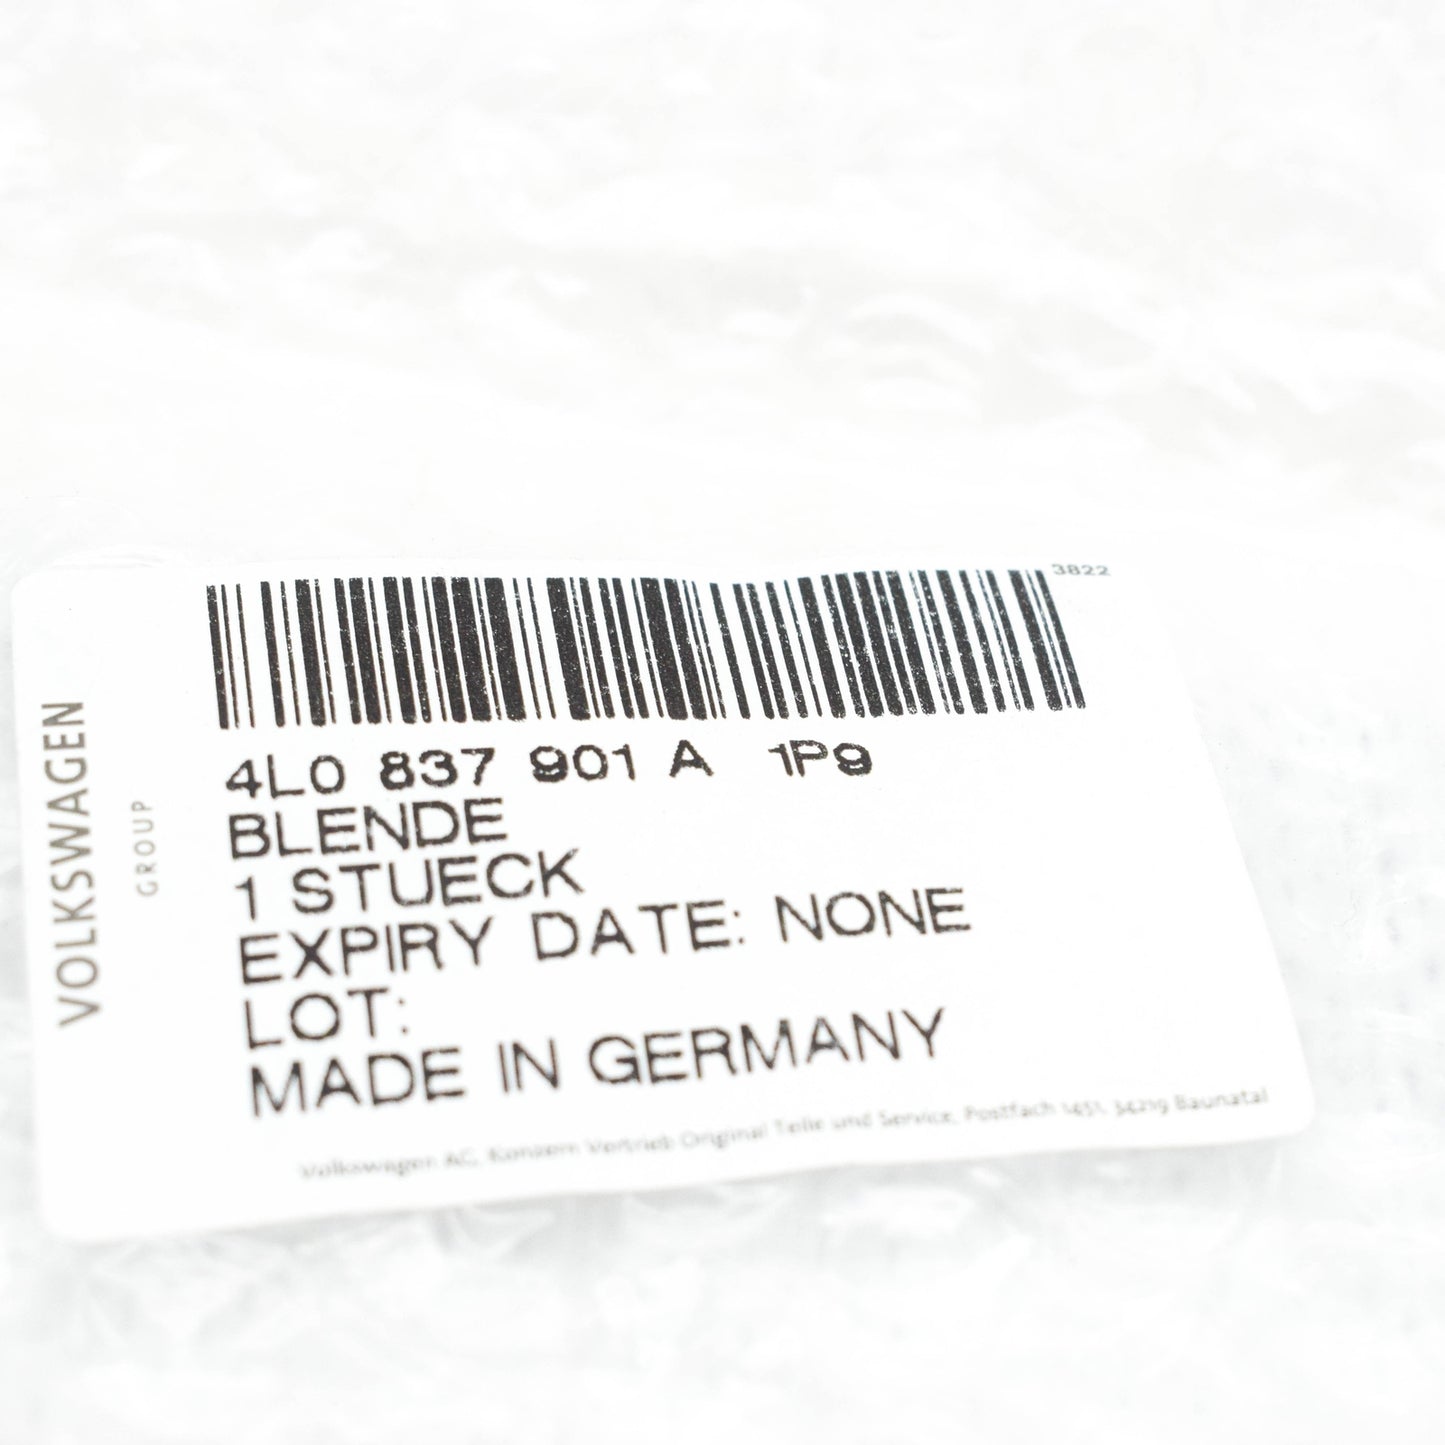 3822
VOLKSWAGEN
GROUP
4L0 837 901 A 1P9
BLENDE
1 STUECK
EXPIRY DATE: NONE
LOT:
MADE IN GERMANY
Volkswagen AG, Konzern Vertrieb Original Teile und Service, Postfach 1451, 34219 Baunatal